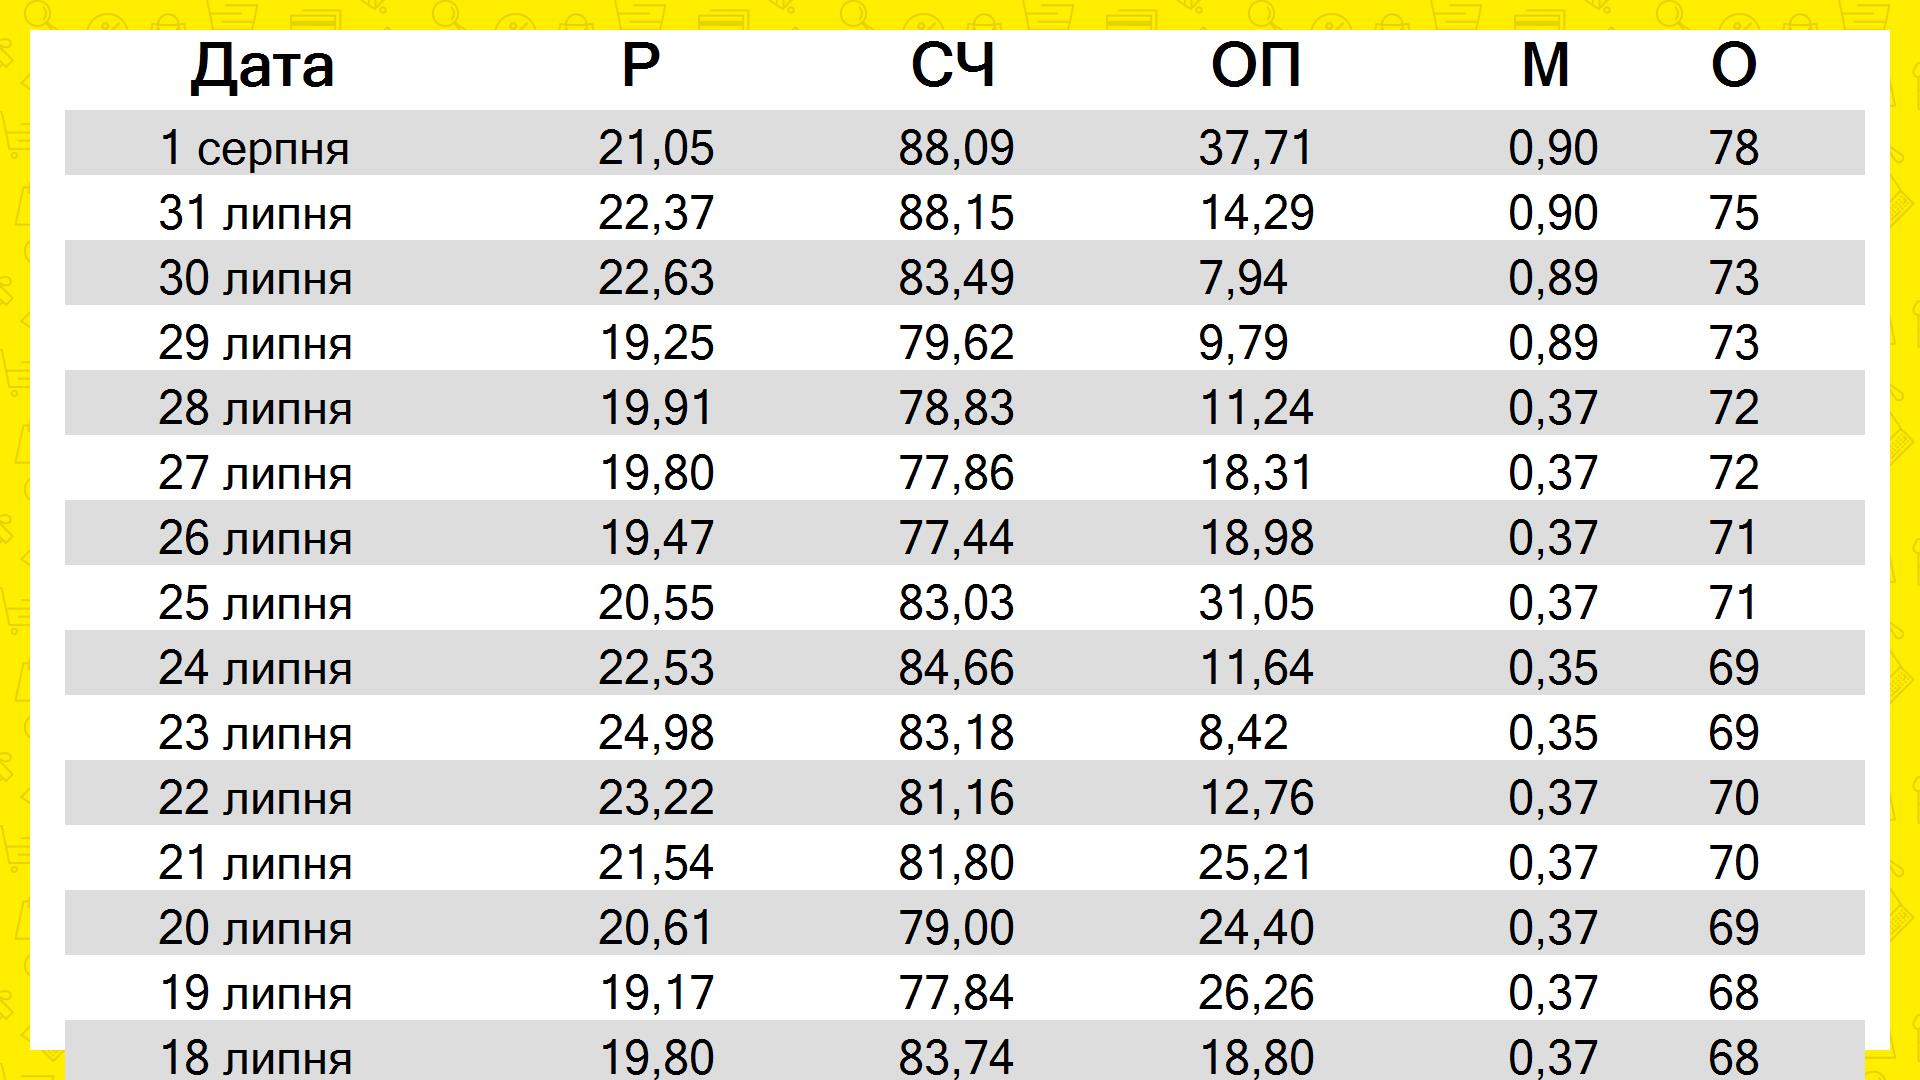 Дата Р СЧ ОП М О
1 серпня 21,05 88,09 37,71 0,90 78
31 липня 22,37 88,15 14,29 0,90 75
30 липня 22,63 83,49 7,94 0,89 73
29 липня 19,25 79,62 9,79 0,89 73
28 липня 19,91 78,83 11,24 0,37 72
27 липня 19,80 77,86 18,31 0,37 72
26 липня 19,47 77,44 18,98 0,37 71
25 липня 20,55 83,03 31,05 0,37 71
24 липня 22,53 84,66 11,64 0,35 69
23 липня 24,98 83,18 8,42 0,35 69
22 липня 23,22 81,16 12,76 0,37 70
21 липня 21,54 81,80 25,21 0,37 70
20 липня 20,61 79,00 24,40 0,37 69
19 липня 19,17 77,84 26,26 0,37 68
18 липня 19,80 83,74 18,80 0,37 68